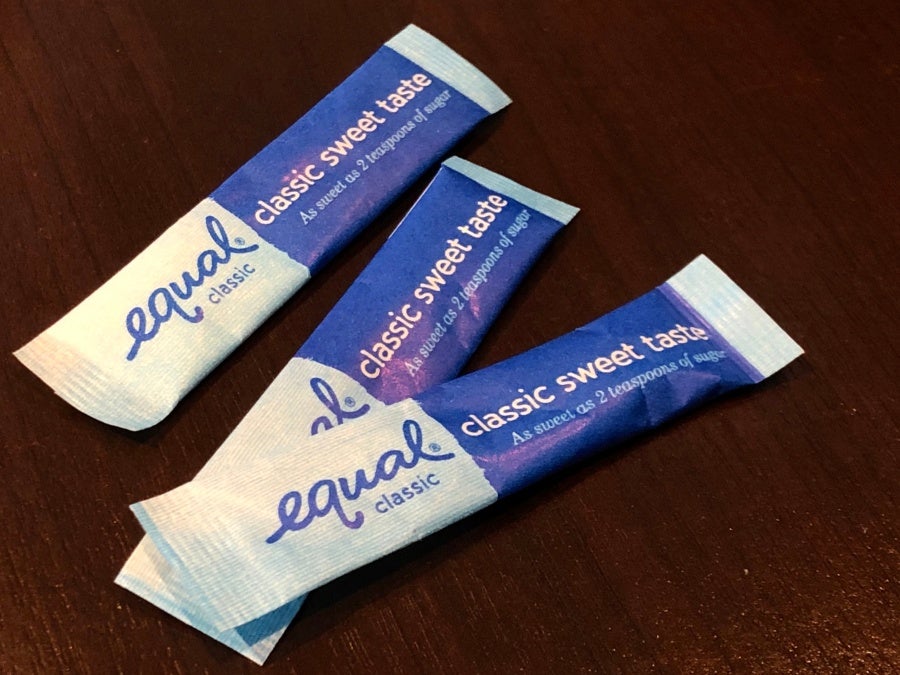 classic sweet taste
As sweet as 2 teaspoons of sugar
equal®
classic
classic sweet taste
As sweet as 2 teaspoons of sugar
al®
classic sweet taste
As sweet as 2 teaspoons of sugar
equal®
classic